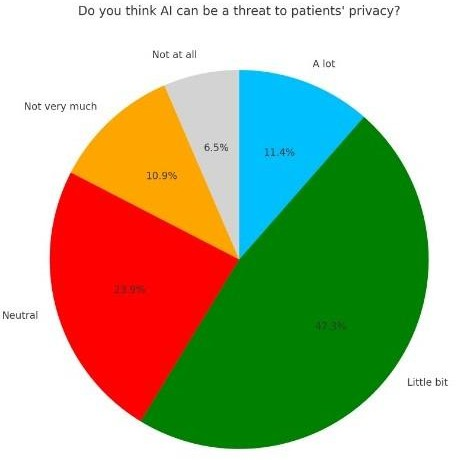 Do you think AI can be a threat to patients' privacy?
Not at all
A lot
Not very much
6.5%
11.4%
10.9%
23.9%
Neutral
47.3%
Little bit